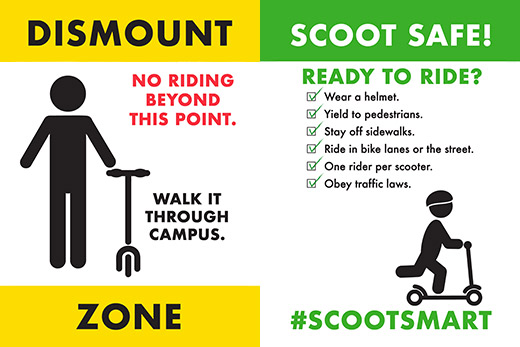 DISMOUNT
NO RIDING
BEYOND
THIS POINT.
WALK IT
THROUGH
CAMPUS.
ZONE
SCOOT SAFE!
READY TO RIDE?
Wear a helmet.
Yield to pedestrians.
Stay off sidewalks.
Ride in bike lanes or the street.
One rider per scooter.
Obey traffic laws.
#SCOOTSMART